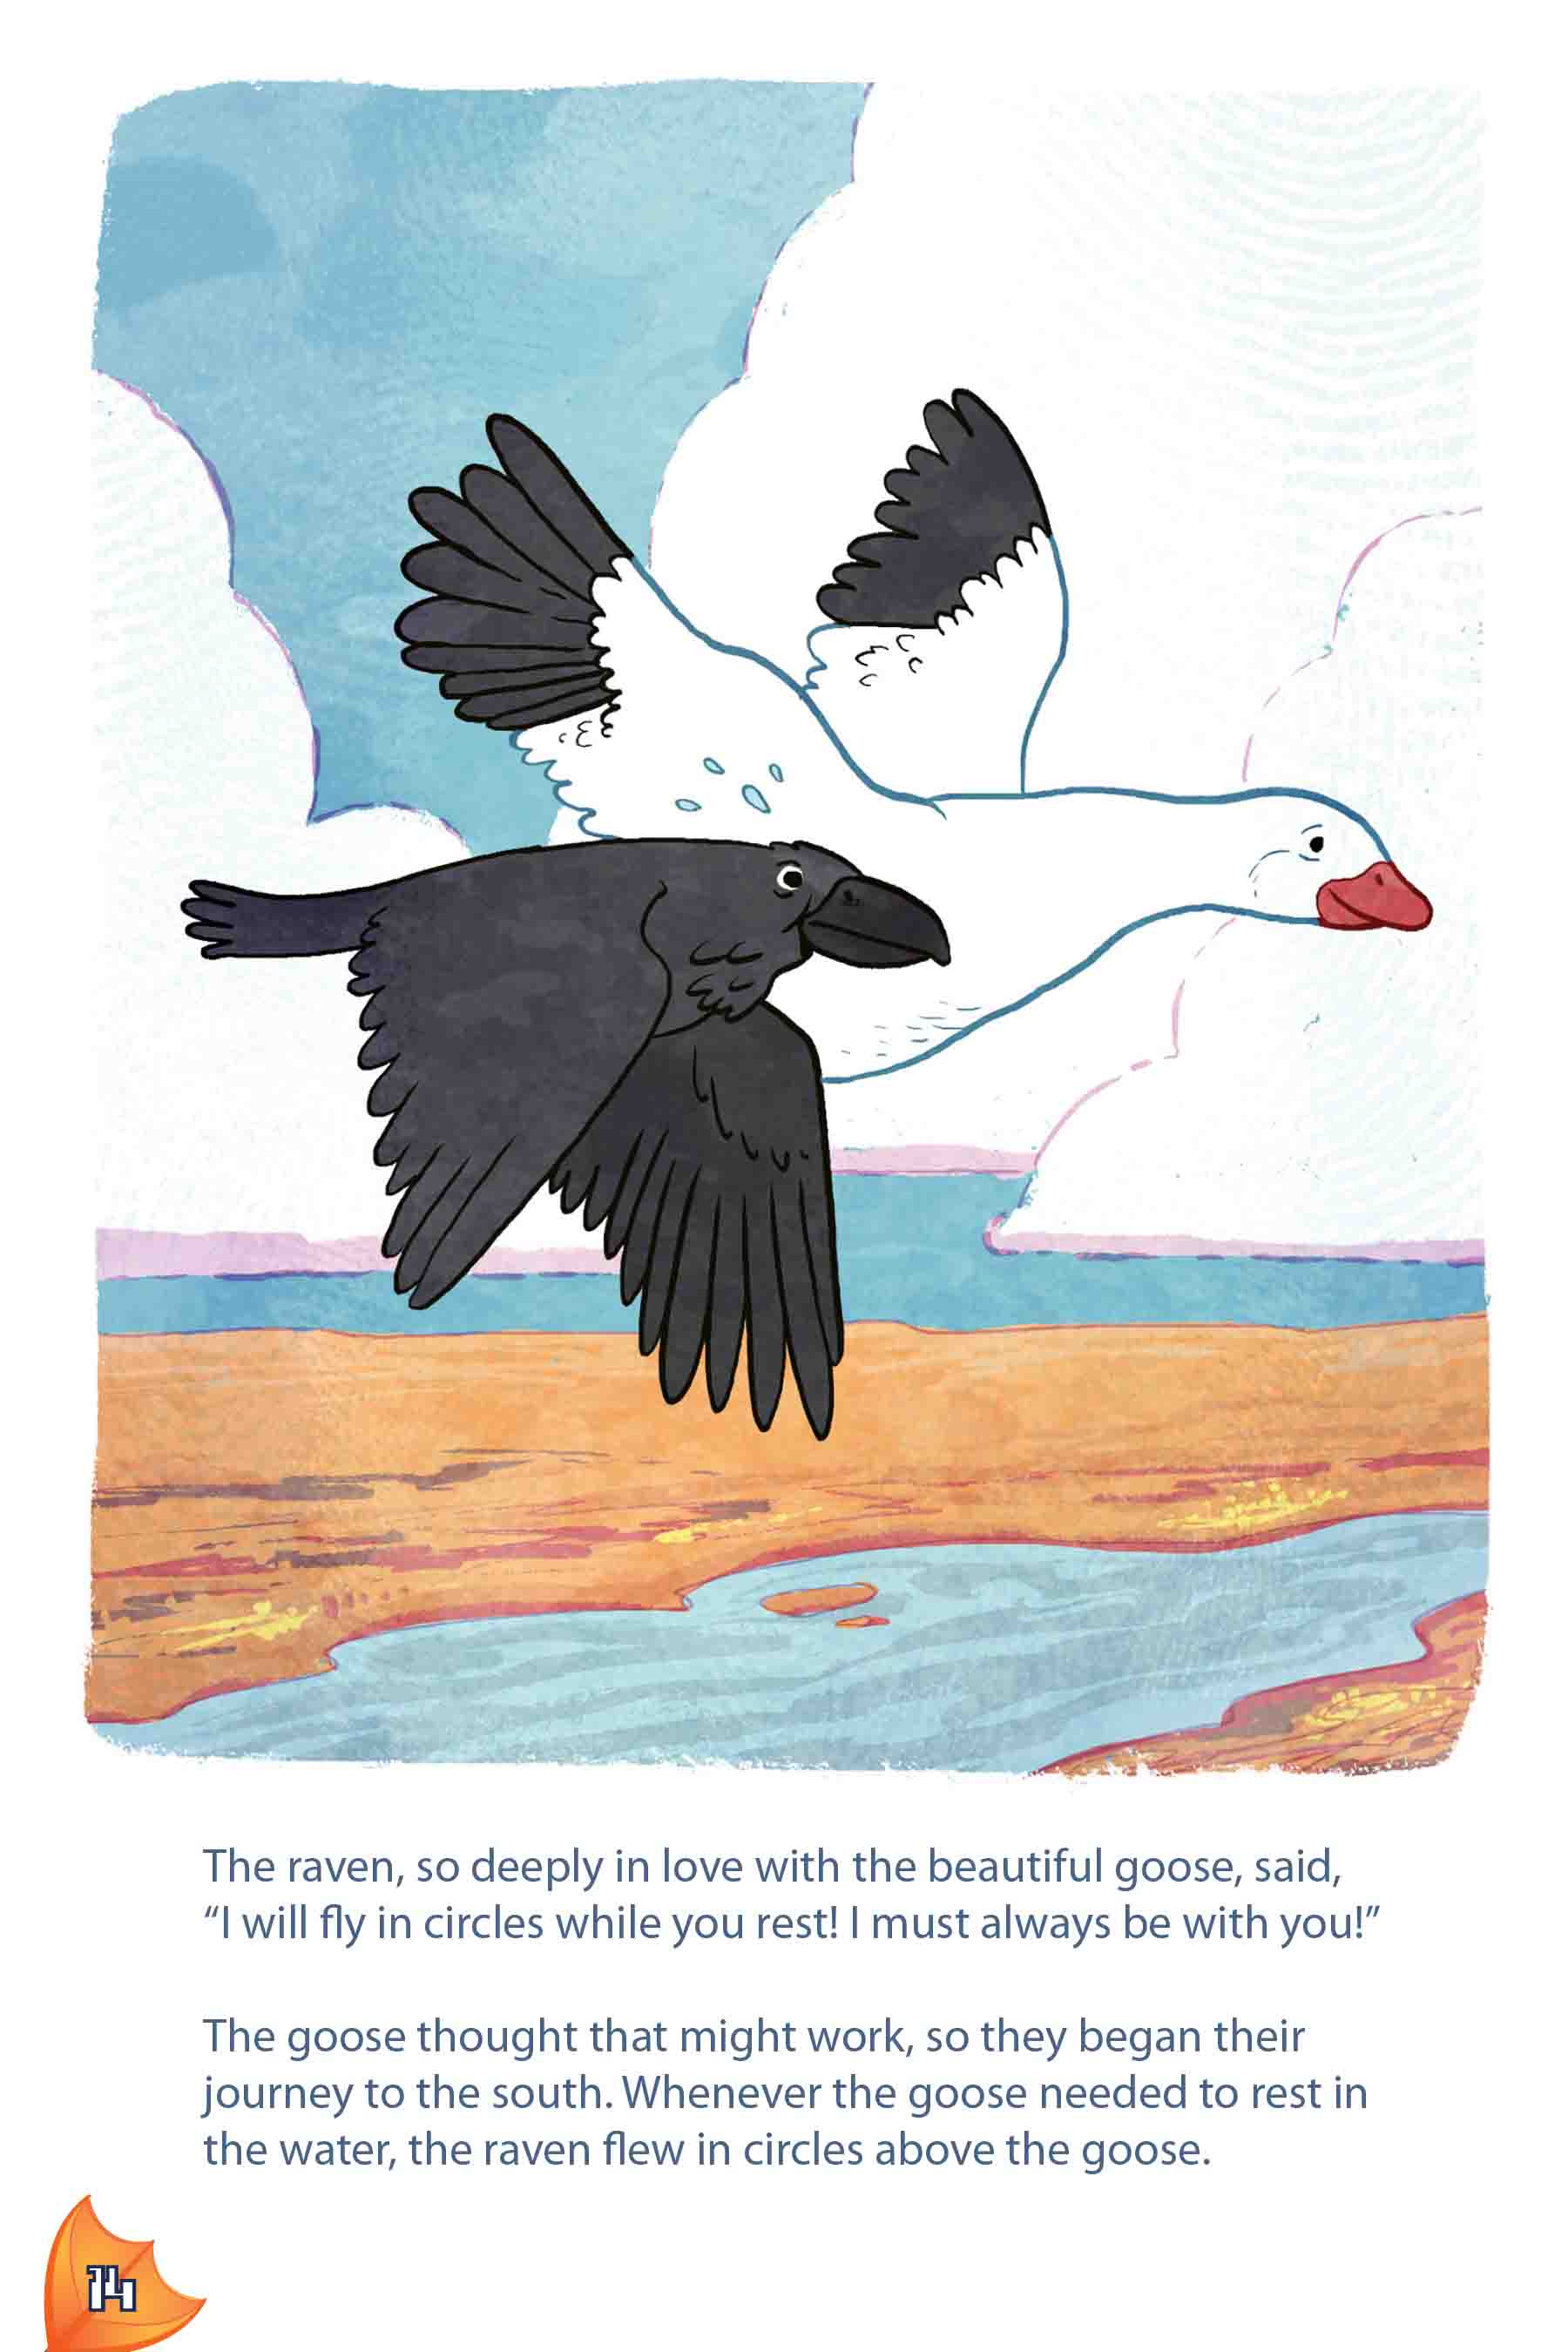 The raven, so deeply in love with the beautiful goose, said,
“I will fly in circles while you rest! I must always be with you!”
The goose thought that might work, so they began their
journey to the south. Whenever the goose needed to rest in
the water, the raven flew in circles above the goose.
14